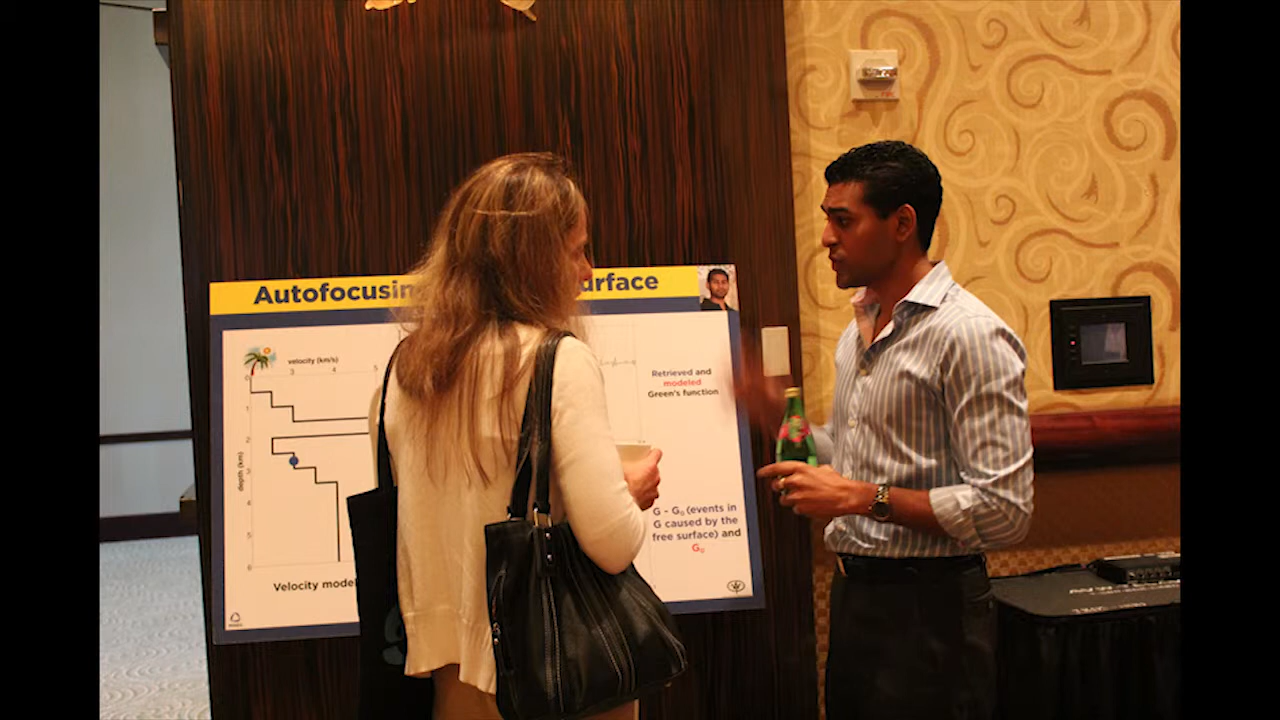 Autofocusin urface
velocity (km/s)
3 4 5
0
1
2
3
4
5
6
depth (km)
Velocity model
Retrieved and
modeled
Green's function
G - G₀ (events in
G caused by the
free surface) and
G₀